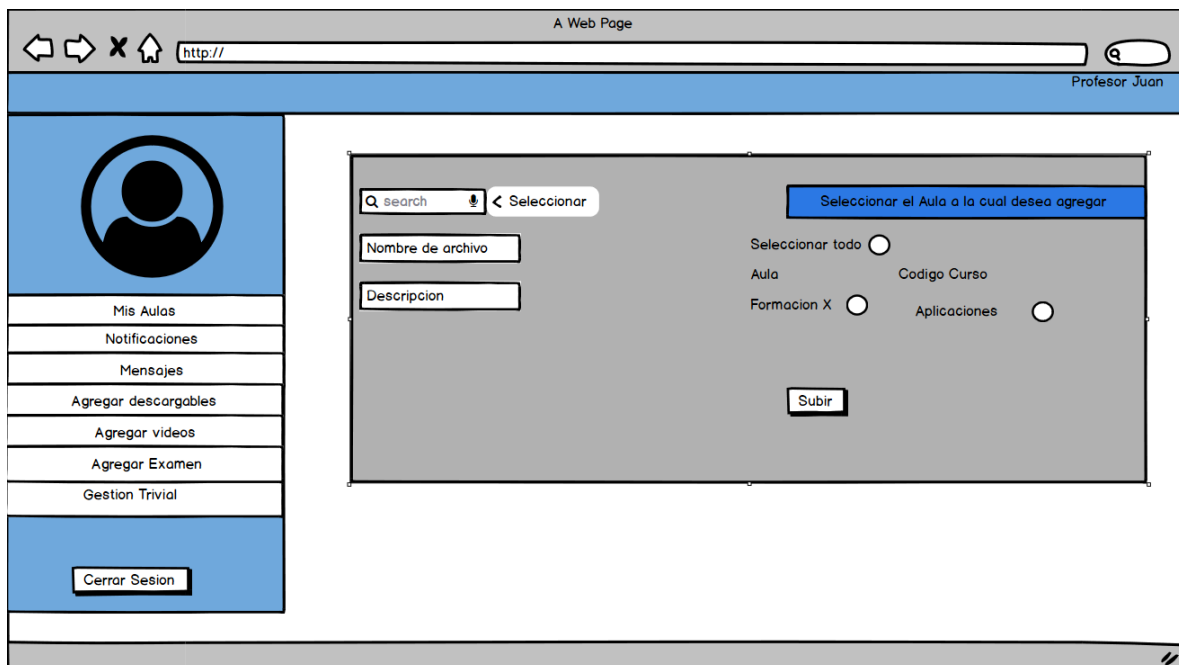 A Web Page
http://
Profesor Juan
Mis Aulas
Notificaciones
Mensajes
Agregar descargables
Agregar videos
Agregar Examen
Gestion Trivial
Cerrar Sesion
search
Seleccionar
Nombre de archivo
Descripcion
Seleccionar el Aula a la cual desea agregar
Seleccionar todo
Aula Codigo Curso
Formacion X Aplicaciones
Subir